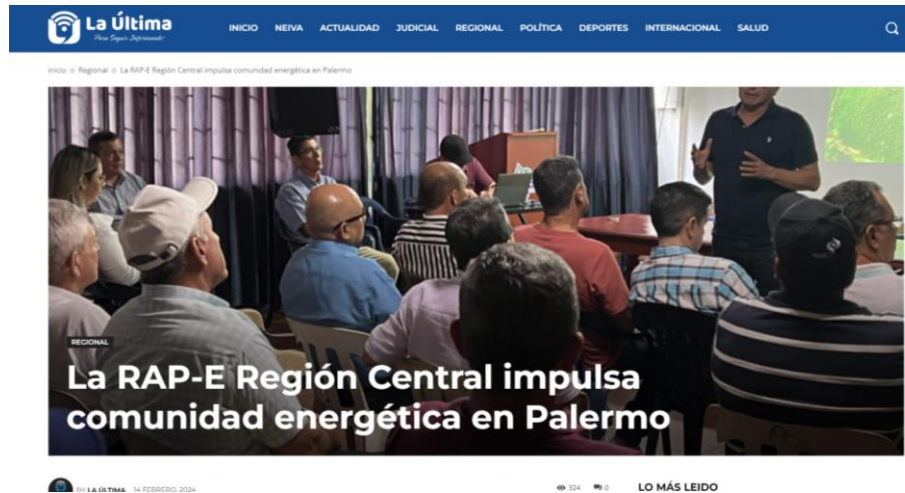 La Última
Para Seguir Informando!
INICIO NEIVA ACTUALIDAD JUDICIAL REGIONAL POLÍTICA DEPORTES INTERNACIONAL SALUD
inicio Regional La RAP-E Región Central impulsa comunidad energética en Palermo
REGIONAL
La RAP-E Región Central impulsa
comunidad energética en Palermo
BY LA ÚLTIMA 14 FEBRERO, 2024
324 0
LO MÁS LEIDO